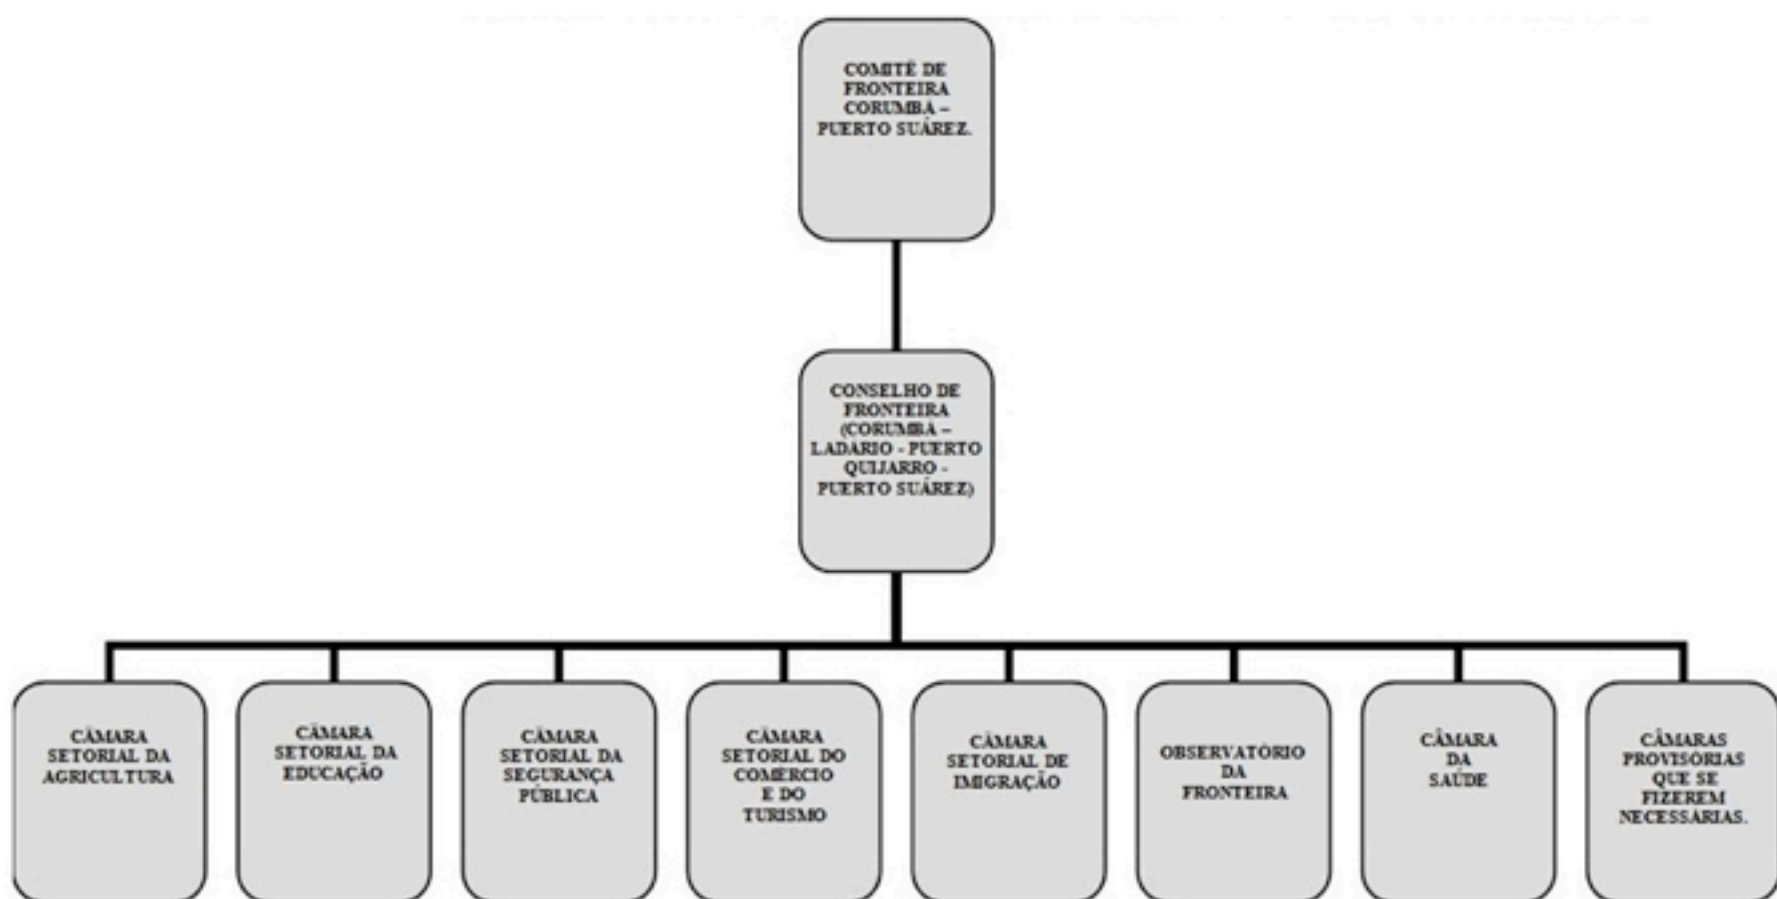 COMITÊ DE
FRONTEIRA
CORUMBÁ –
PUERTO SUÁREZ.
CONSELHO DE
FRONTEIRA
(CORUMBÁ –
LADÁRIO - PUERTO
QUIJARRO -
PUERTO SUÁREZ)
CÂMARA
SETORIAL DA
AGRICULTURA
CÂMARA
SETORIAL DA
EDUCAÇÃO
CÂMARA
SETORIAL DA
SEGURANÇA
PÚBLICA
CÂMARA
SETORIAL DO
COMÉRCIO
E DO
TURISMO
CÂMARA
SETORIAL DE
IMIGRAÇÃO
OBSERVATÓRIO
DA
FRONTEIRA
CÂMARA
DA
SAÚDE
CÂMARAS
PROVISÓRIAS
QUE SE
FIZEREM
NECESSÁRIAS.